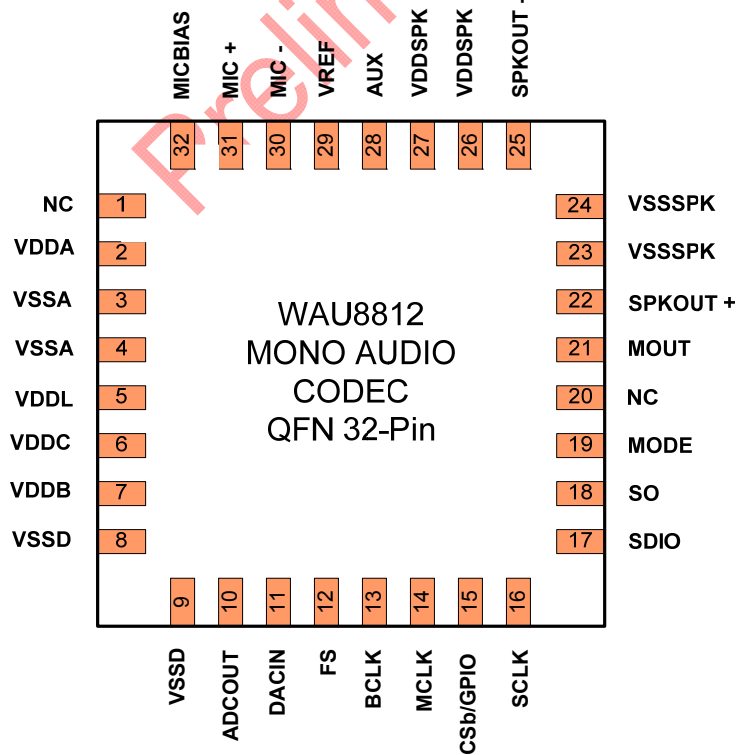 MICBIAS
MIC +
MIC -
VREF
AUX
VDDSPK
VDDSPK
SPKOUT -
Prelim
32
31
30
29
28
27
26
25
NC 1
VDDA 2
VSSA 3
VSSA 4
VDDL 5
VDDC 6
VDDB 7
VSSD 8
WAU8812
MONO AUDIO
CODEC
QFN 32-Pin
24 VSSSPK
23 VSSSPK
22 SPKOUT +
21 MOUT
20 NC
19 MODE
18 SO
17 SDIO
9
10
11
12
13
14
15
16
VSSD
ADCOUT
DACIN
FS
BCLK
MCLK
CSb/GPIO
SCLK